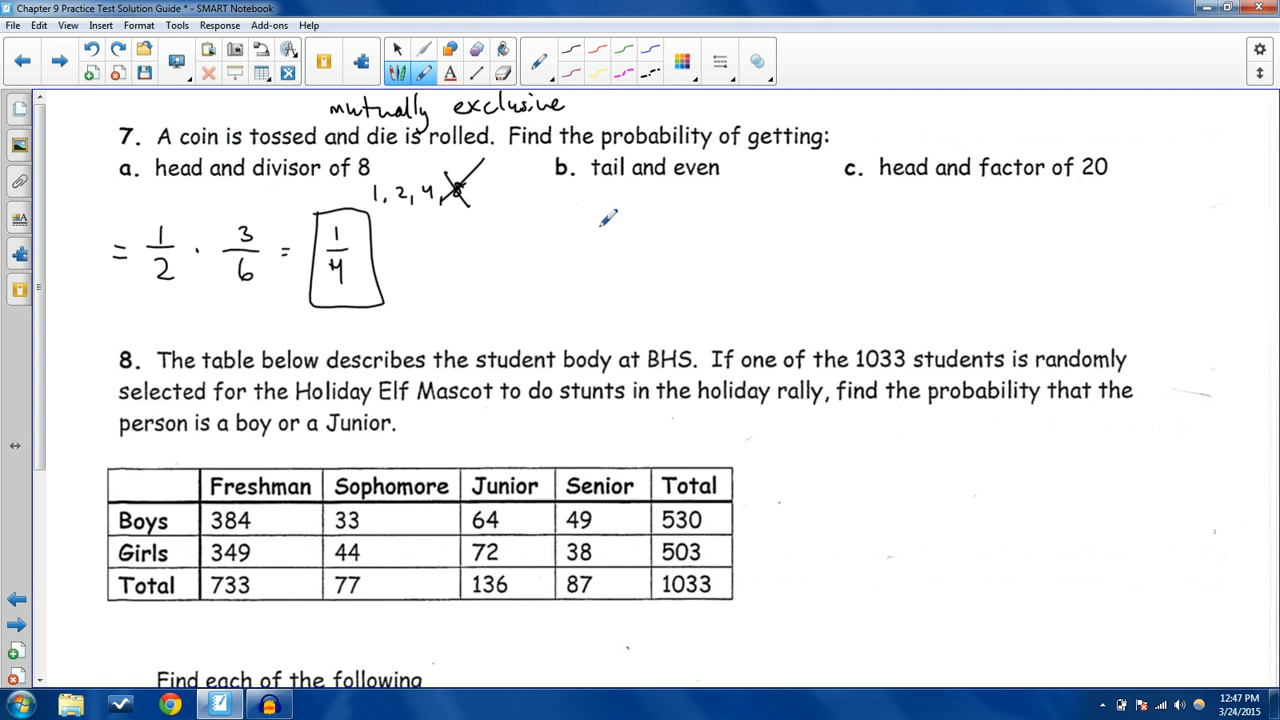 Chapter 9 Practice Test Solution Guide * - SMART Notebook
File Edit View Insert Format Tools Response Add-ons Help
mutually exclusive
7. A coin is tossed and die is rolled. Find the probability of getting:
a. head and divisor of 8 b. tail and even c. head and factor of 20
1, 2, 4, 8
= 1/2 · 3/6 = 1/4
8. The table below describes the student body at BHS. If one of the 1033 students is randomly
selected for the Holiday Elf Mascot to do stunts in the holiday rally, find the probability that the
person is a boy or a Junior.
Freshman Sophomore Junior Senior Total
Boys 384 33 64 49 530
Girls 349 44 72 38 503
Total 733 77 136 87 1033
Find each of the following
12:47 PM
3/24/2015